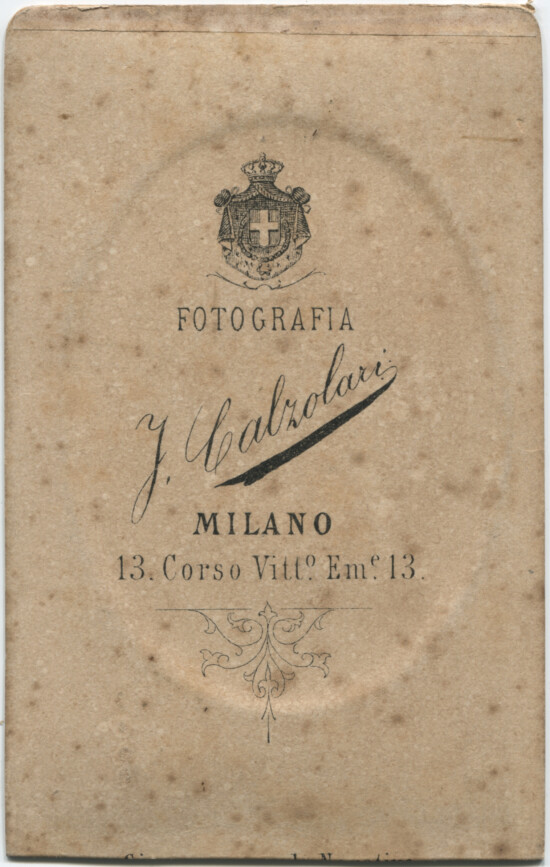 FOTOGRAFIA
J. Calzolari
MILANO
13. Corso Vittº. Emº. 13.